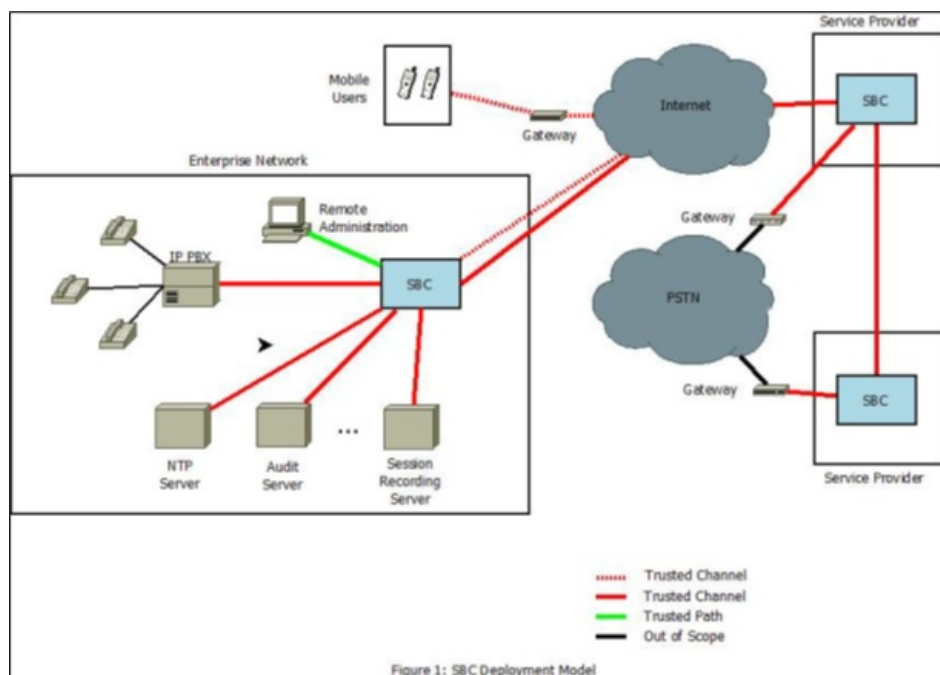 Service Provider
SBC
Mobile
Users
Internet
Gateway
Enterprise Network
Remote
Administration
Gateway
IP PBX
SBC
PSTN
Gateway
SBC
...
NTP
Server
Audit
Server
Session
Recording
Server
Service Provider
Trusted Channel
Trusted Channel
Trusted Path
Out of Scope
Figure 1: SBC Deployment Model